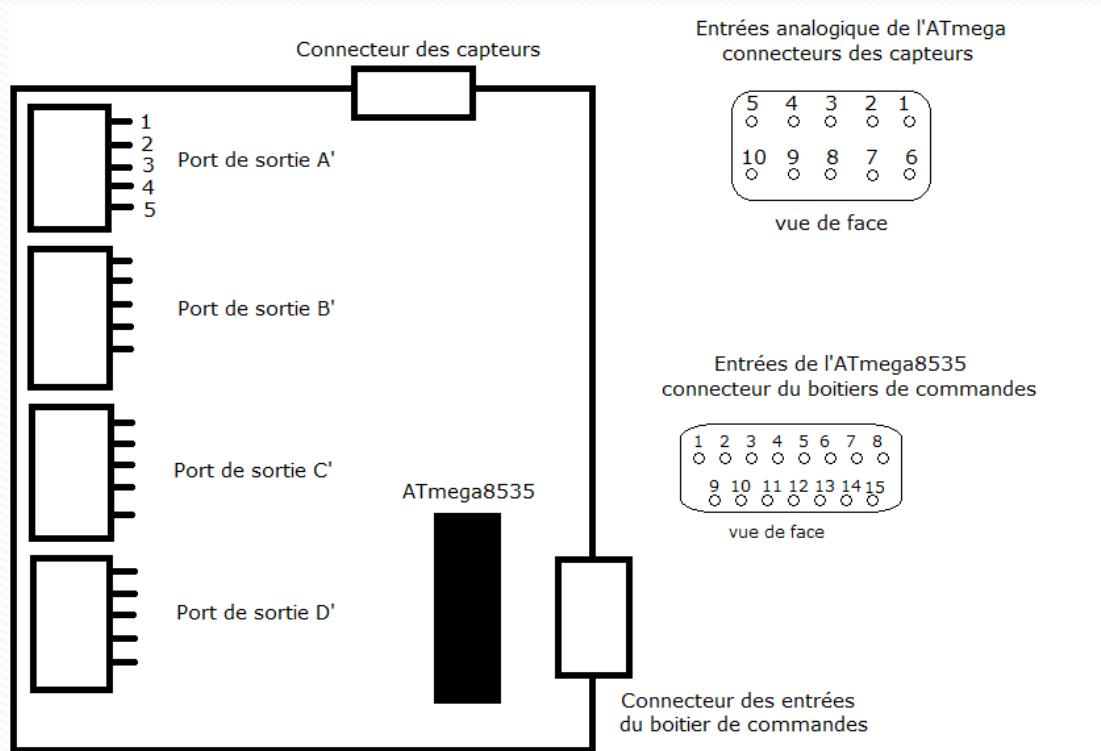 Connecteur des capteurs
1
2
3
4
5
Port de sortie A'
Port de sortie B'
Port de sortie C'
Port de sortie D'
ATmega8535
Connecteur des entrées
du boitier de commandes
Entrées analogique de l'ATmega
connecteurs des capteurs
5 4 3 2 1
10 9 8 7 6
vue de face
Entrées de l'ATmega8535
connecteur du boitiers de commandes
1 2 3 4 5 6 7 8
9 10 11 12 13 14 15
vue de face